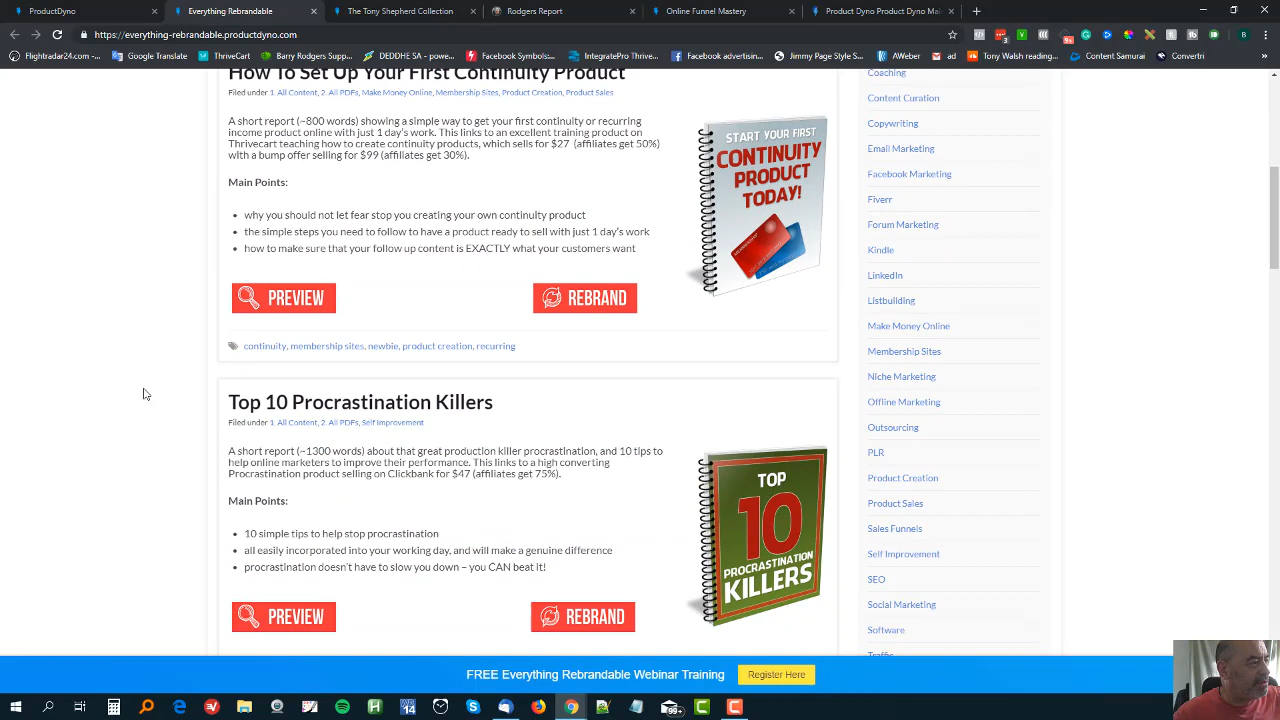 ProductDyno
Everything Rebrandable
The Tony Shepherd Collection
Rodgers Report
Online Funnel Mastery
Product Dyno
https://everything-rebrandable.productdyno.com
Flightradar24.com
Google Translate
ThriveCart
Barry Rodgers Supp...
DEDDHE SA – pow...
Facebook Symbols:...
IntegratePro Thrive...
Facebook advertisin...
Jimmy Page Style S...
AWeber
ad
Tony Walsh reading...
Content Samurai
Convertri
How To Set Up Your First Continuity Product
Filed under 1. All Content, 2. All PDFs, Make Money Online, Membership Sites, Product Creation, Product Sales
A short report (~800 words) showing a simple way to get your first continuity or recurring
income product online with just 1 day's work. This links to an excellent training product on
Thrivecart teaching how to create continuity products, which sells for $27 (affiliates get 50%)
with a bump offer selling for $99 (affiliates get 30%).
Main Points:
why you should not let fear stop you creating your own continuity product
the simple steps you need to follow to have a product ready to sell with just 1 day's work
how to make sure that your follow up content is EXACTLY what your customers want
START YOUR FIRST
CONTINUITY
PRODUCT
TODAY!
PREVIEW
REBRAND
continuity, membership sites, newbie, product creation, recurring
Top 10 Procrastination Killers
Filed under 1. All Content, 2. All PDFs, Self Improvement
A short report (~1300 words) about that great production killer procrastination, and 10 tips to
help online marketers to improve their performance. This links to a high converting
Procrastination product selling on Clickbank for $47 (affiliates get 75%).
Main Points:
10 simple tips to help stop procrastination
all easily incorporated into your working day, and will make a genuine difference
procrastination doesn't have to slow you down – you CAN beat it!
TOP
10
PROCRASTINATION
KILLERS
PREVIEW
REBRAND
Coaching
Content Curation
Copywriting
Email Marketing
Facebook Marketing
Fiverr
Forum Marketing
Kindle
LinkedIn
Listbuilding
Make Money Online
Membership Sites
Niche Marketing
Offline Marketing
Outsourcing
PLR
Product Creation
Product Sales
Sales Funnels
Self Improvement
SEO
Social Marketing
Software
Traffic
FREE Everything Rebrandable Webinar Training
Register Here